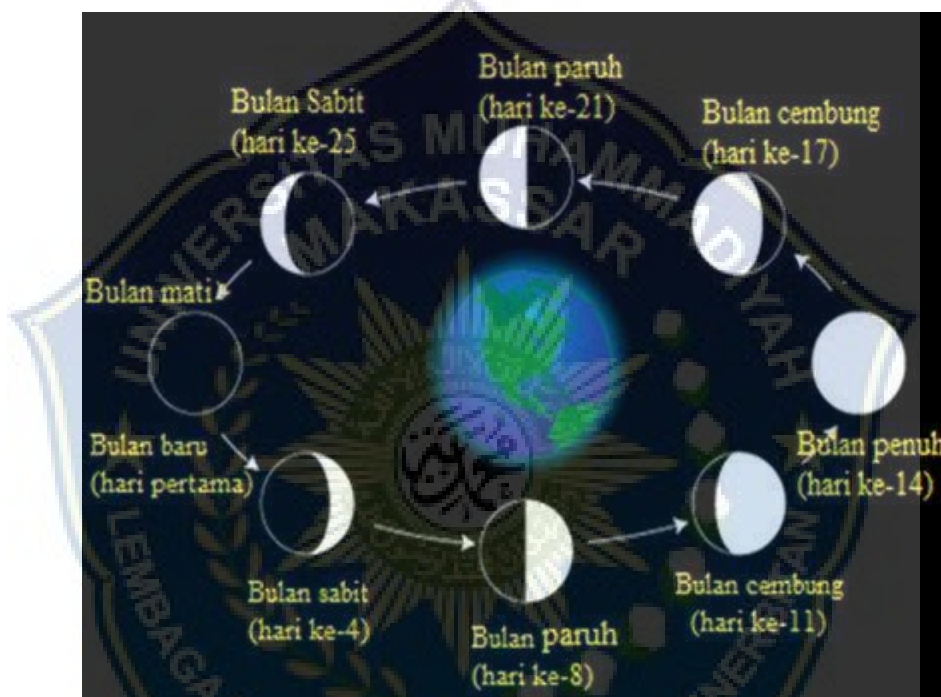 Bulan paruh
(hari ke-21)
Bulan Sabit
(hari ke-25
Bulan cembung
(hari ke-17)
UNIVERSITAS MUHAMMADIYAH
MAKASSAR
Bulan mati
Bulan baru
(hari pertama)
Bulan penuh
(hari ke-14)
Bulan sabit
(hari ke-4)
Bulan paruh
(hari ke-8)
Bulan cembung
(hari ke-11)
LEMBAGA